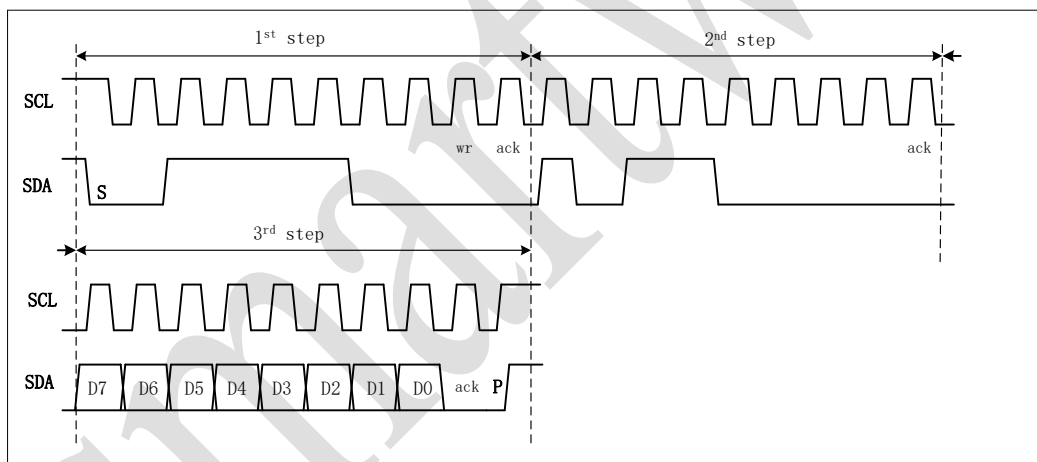 1st step 2nd step
SCL
wr ack ack
SDA S
3rd step
SCL
SDA D7 D6 D5 D4 D3 D2 D1 D0 ack P